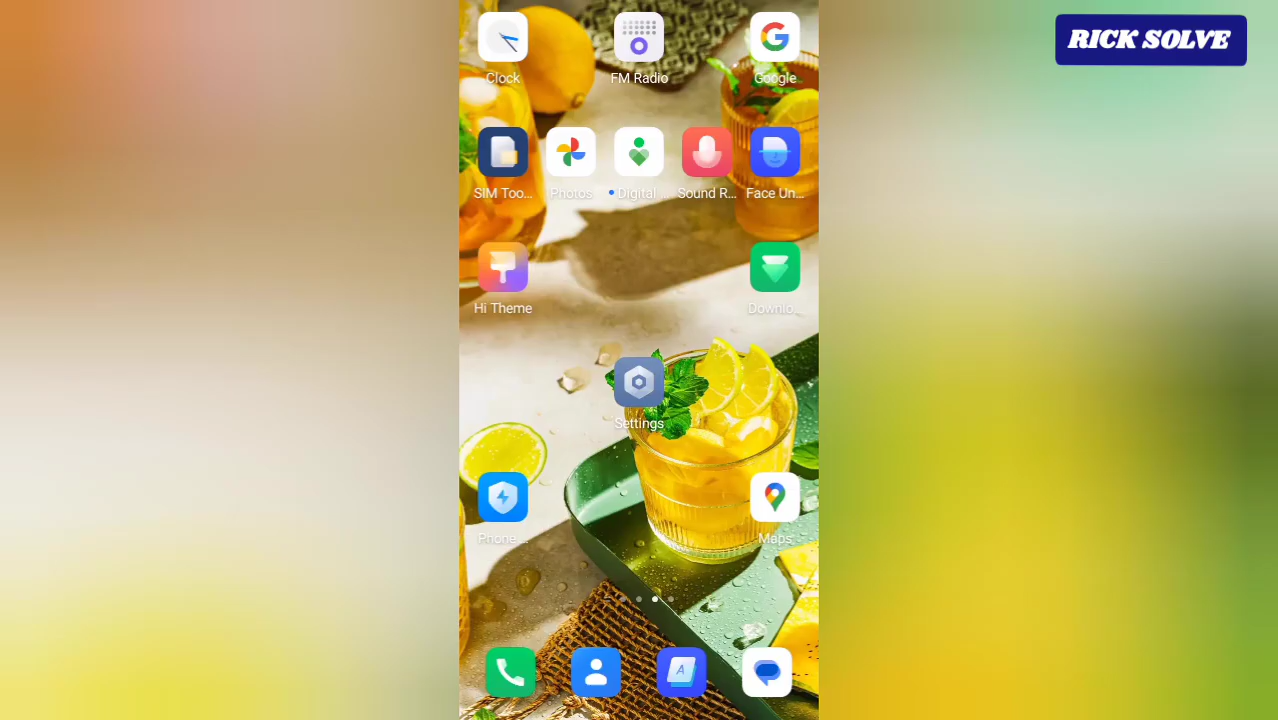 RICK SOLVE
Clock
FM Radio
Google
SIM Too...
Photos
Digital ...
Sound R...
Face Un...
Hi Theme
Downlo...
Settings
Phone ...
Maps
A